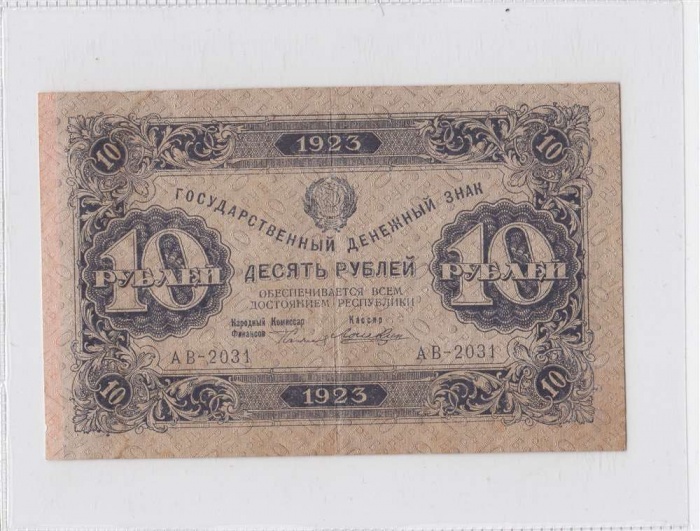 1923
10 10
ГОСУДАРСТВЕННЫЙ ДЕНЕЖНЫЙ ЗНАК
10 РУБЛЕЙ
10 РУБЛЕЙ
ДЕСЯТЬ РУБЛЕЙ
ОБЕСПЕЧИВАЕТСЯ ВСЕМ
ДОСТОЯНИЕМ РЕСПУБЛИКИ
Народный Комиссар
Финансов
Кассир
АВ-2031 АВ-2031
10 10
1923